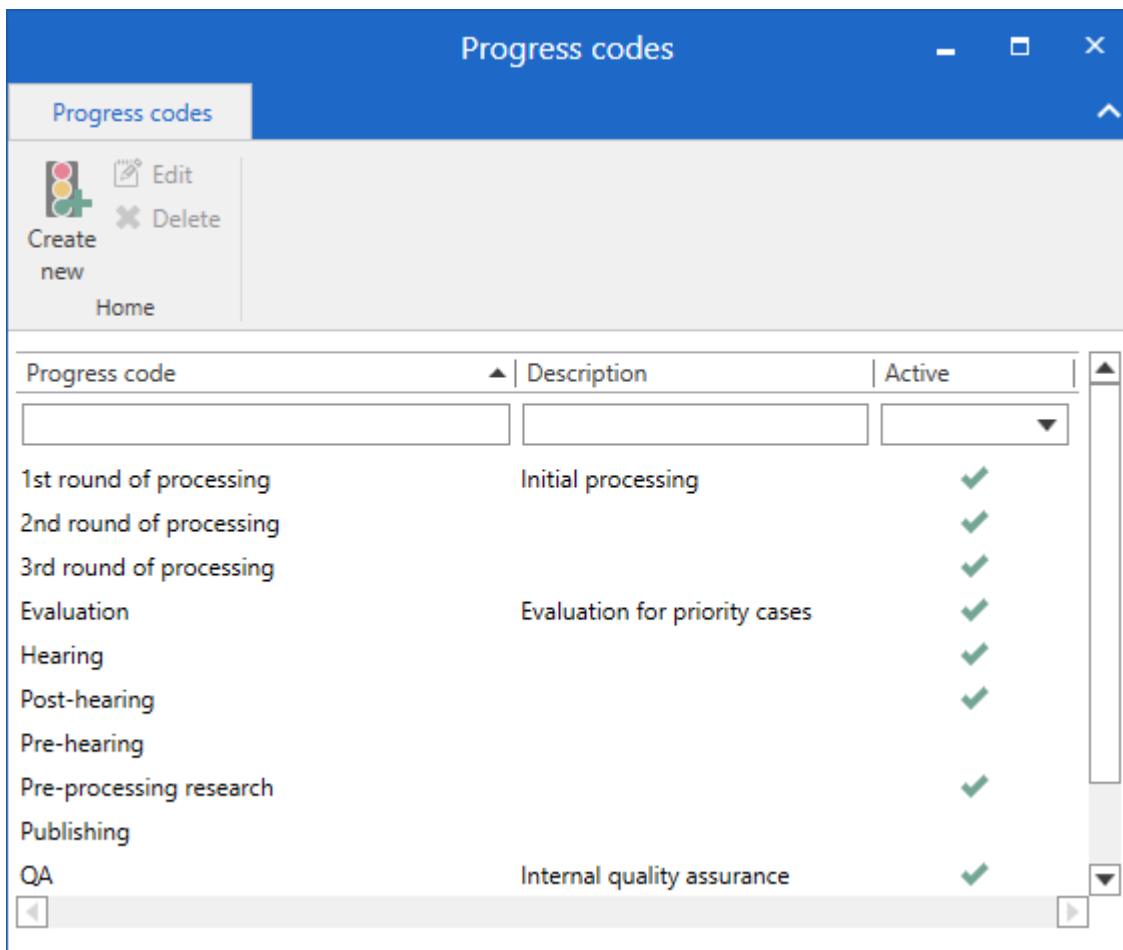 Progress codes
Progress codes
Edit
Delete
Create
new
Home
Progress code Description Active
1st round of processing Initial processing
2nd round of processing
3rd round of processing
Evaluation Evaluation for priority cases
Hearing
Post-hearing
Pre-hearing
Pre-processing research
Publishing
QA Internal quality assurance